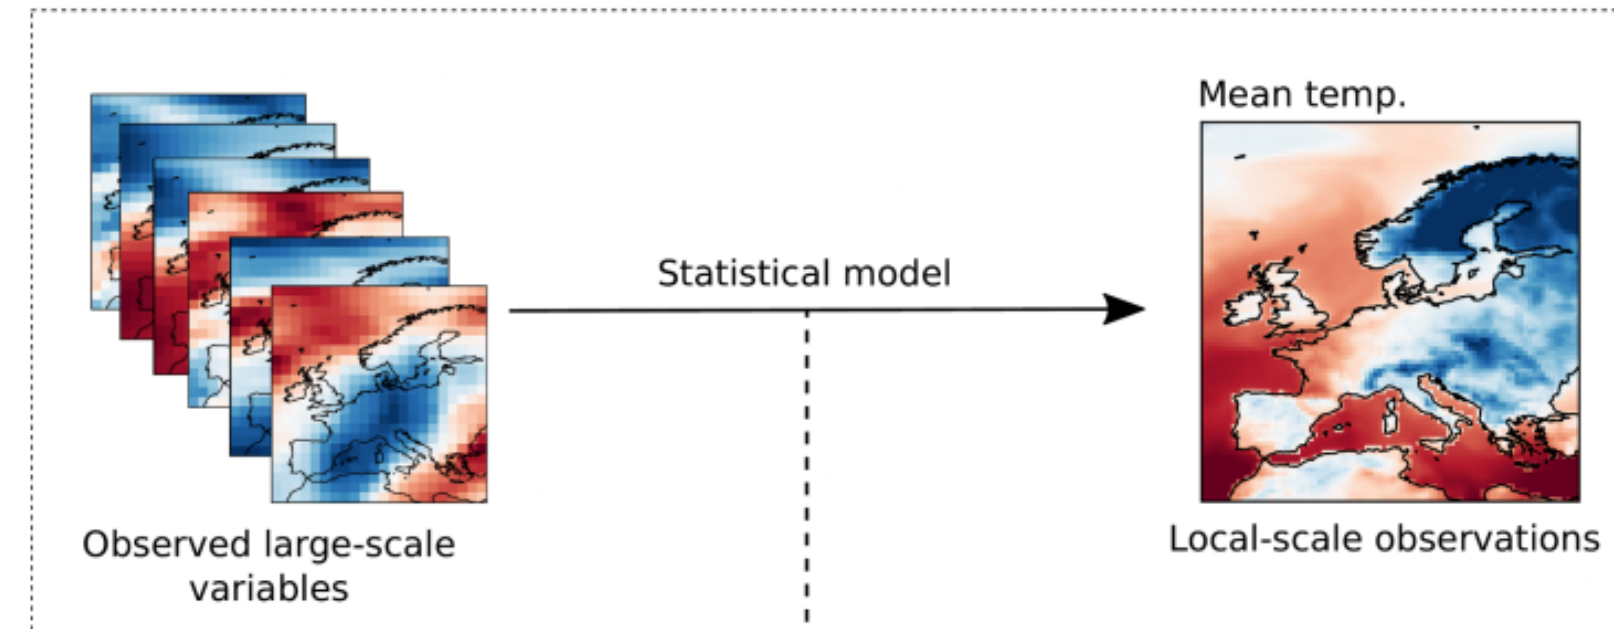 Mean temp.
Statistical model
Observed large-scale
variables
Local-scale observations